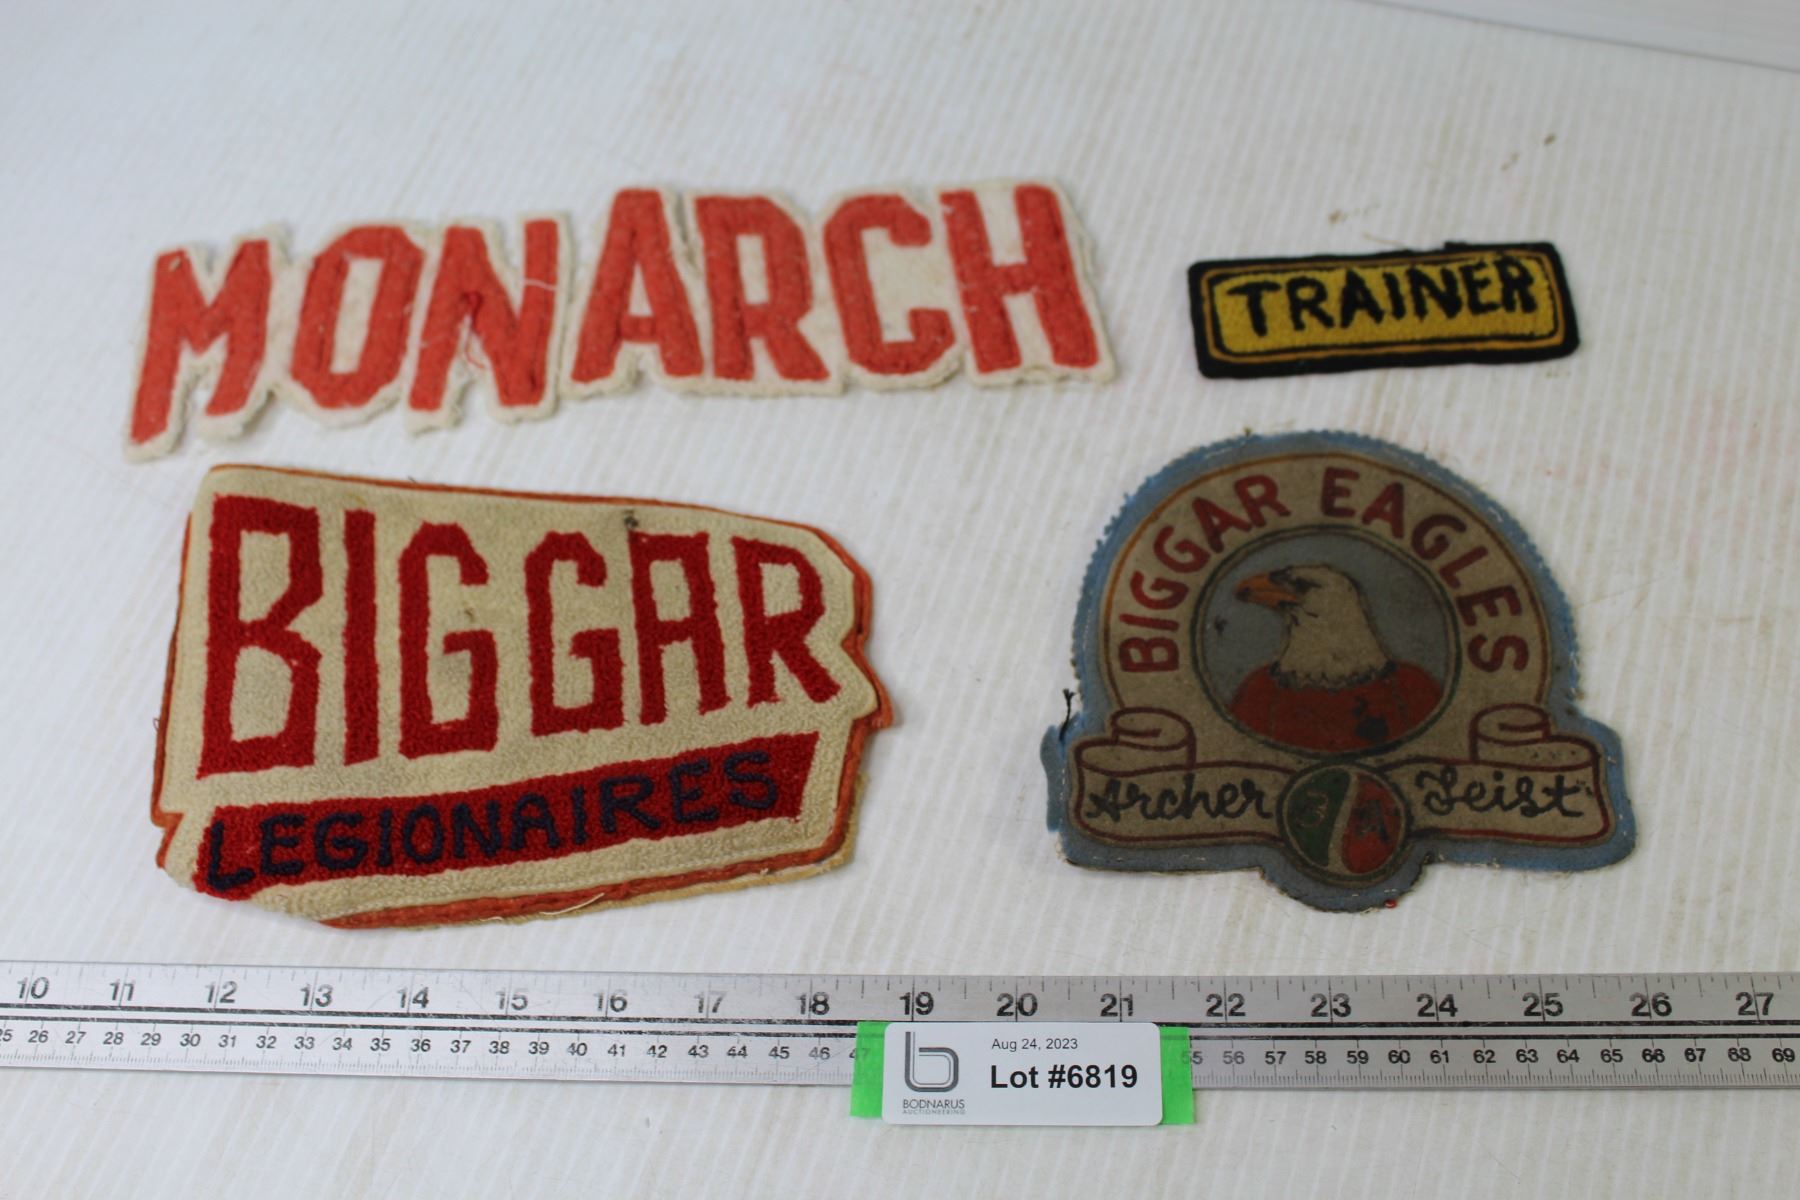 MONARCH
TRAINER
BIGGAR
LEGIONAIRES
BIGGAR EAGLES
Archer Seist
BA
10 11 12 13 14 15 16 17 18 19 20 21 22 23 24 25 26 27
25 26 27 28 29 30 31 32 33 34 35 36 37 38 39 40 41 42 43 44 45 46 47 55 56 57 58 59 60 61 62 63 64 65 66 67 68 69
Aug 24, 2023
Lot #6819
BODNARUS
AUCTIONEERING